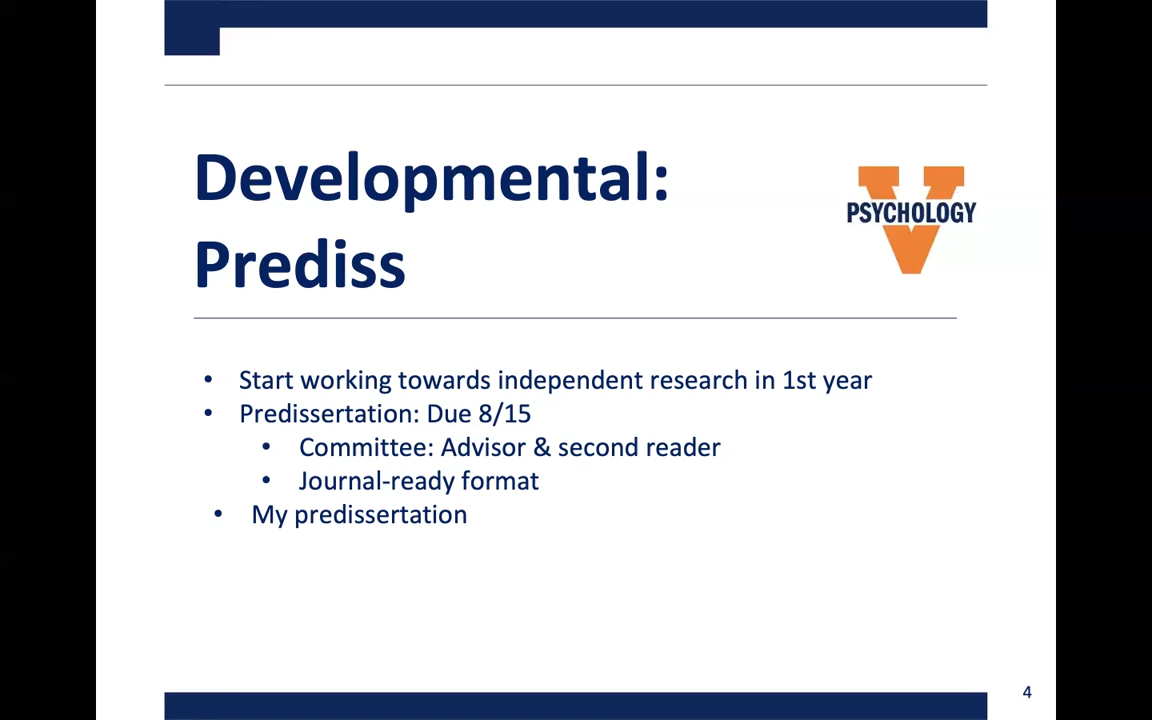 Developmental:
Prediss
PSYCHOLOGY
• Start working towards independent research in 1st year
• Predissertation: Due 8/15
• Committee: Advisor & second reader
• Journal-ready format
• My predissertation
4